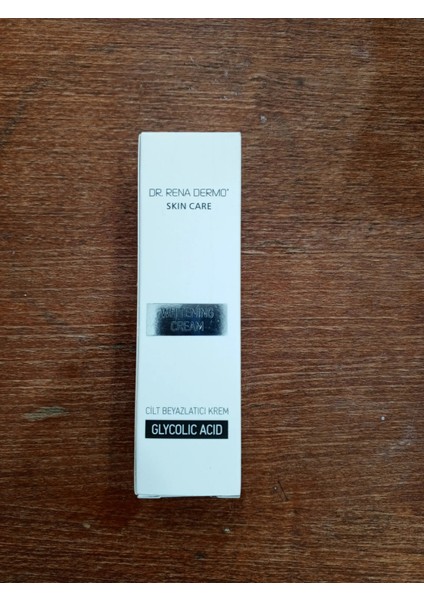 DR. RENA DERMO®
SKIN CARE
WHITENING
CREAM
CİLT BEYAZLATICI KREM
GLYCOLIC ACID